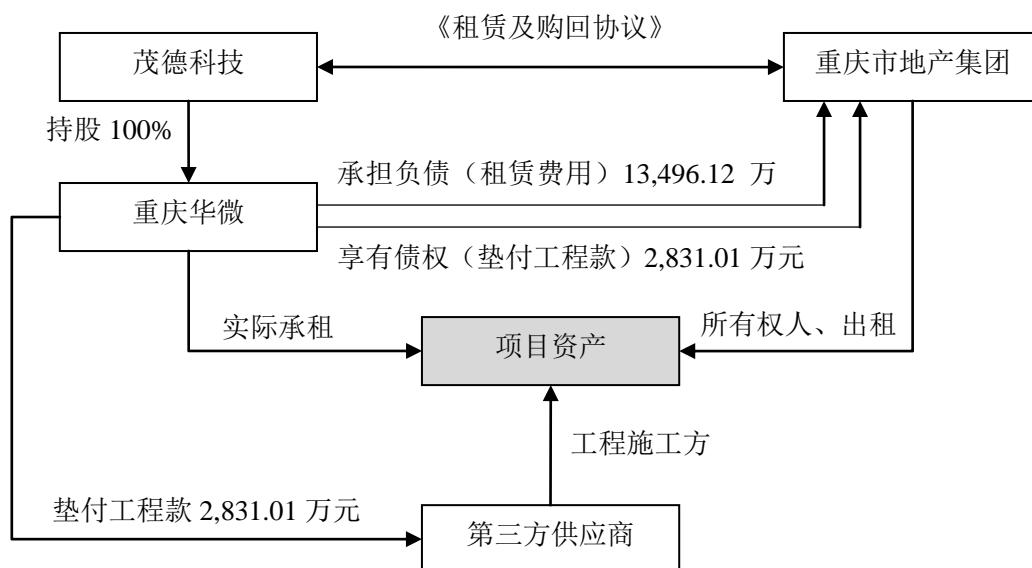 《租赁及购回协议》
茂德科技
重庆市地产集团
持股 100%
承担负债（租赁费用）13,496.12 万
重庆华微
享有债权（垫付工程款）2,831.01 万元
实际承租
项目资产
所有权人、出租
工程施工方
垫付工程款 2,831.01 万元
第三方供应商